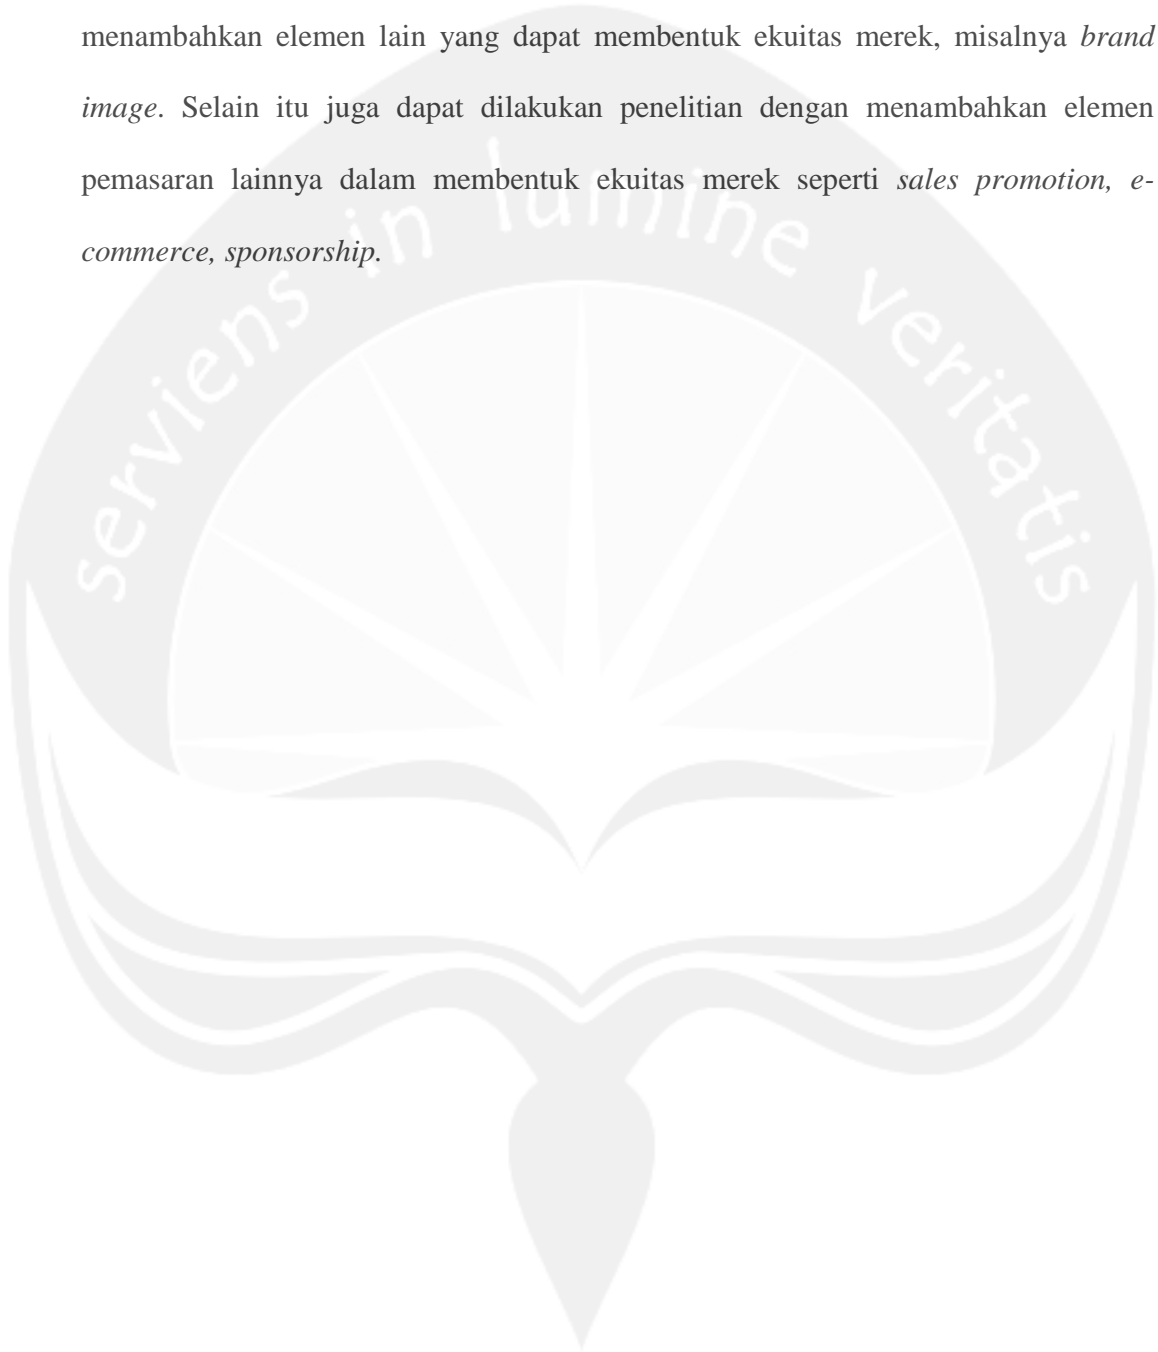 menambahkan elemen lain yang dapat membentuk ekuitas merek, misalnya brand
image. Selain itu juga dapat dilakukan penelitian dengan menambahkan elemen
pemasaran lainnya dalam membentuk ekuitas merek seperti sales promotion, e-
commerce, sponsorship.
serviens in lumine veritatis